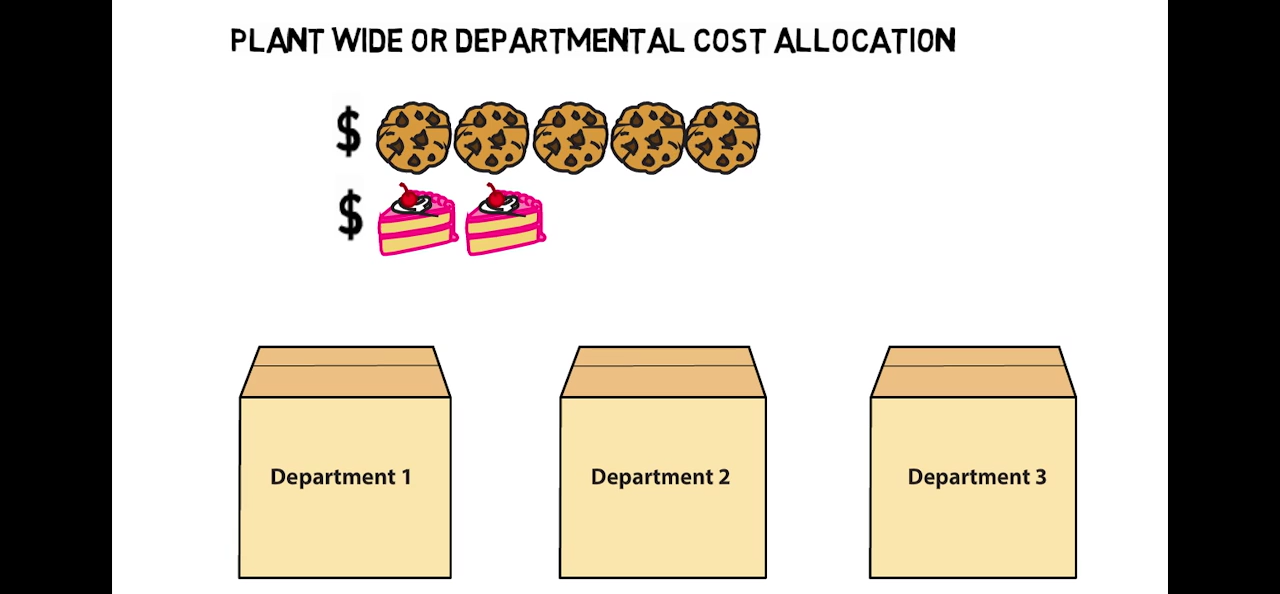 PLANT WIDE OR DEPARTMENTAL COST ALLOCATION
$
$
Department 1
Department 2
Department 3